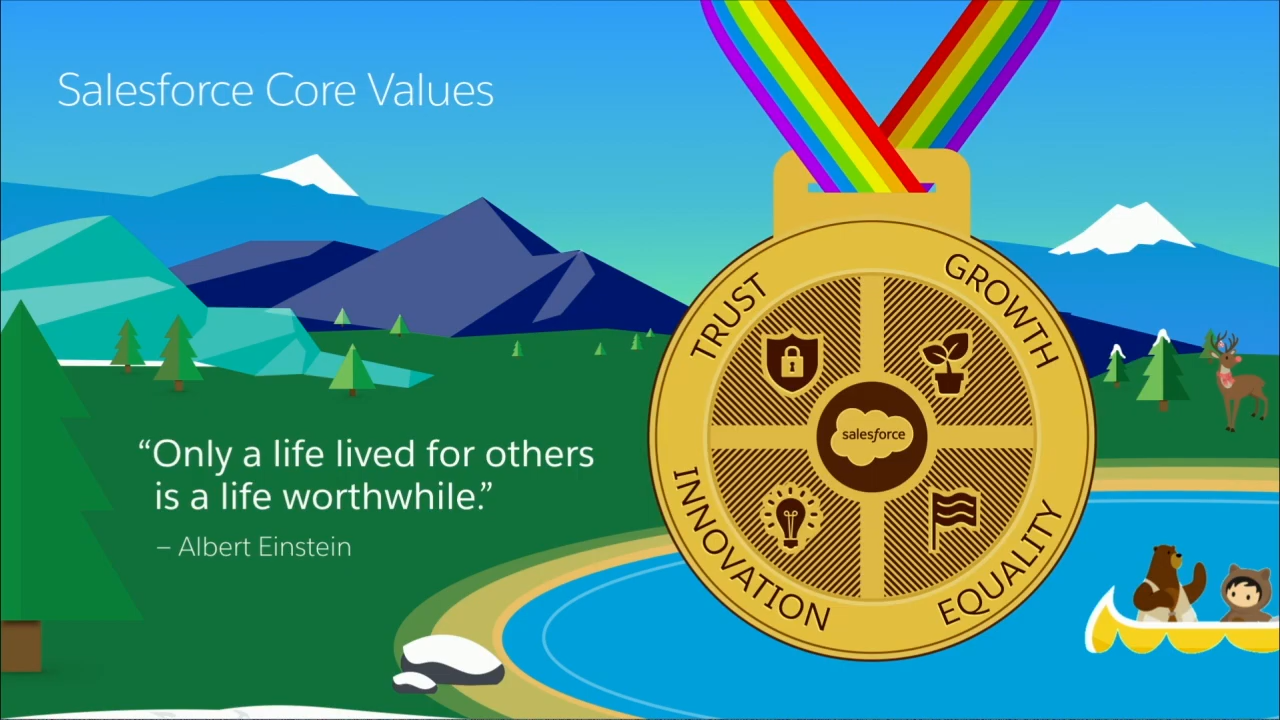 Salesforce Core Values
“Only a life lived for others
is a life worthwhile.”
– Albert Einstein
TRUST
GROWTH
salesforce
INNOVATION
EQUALITY